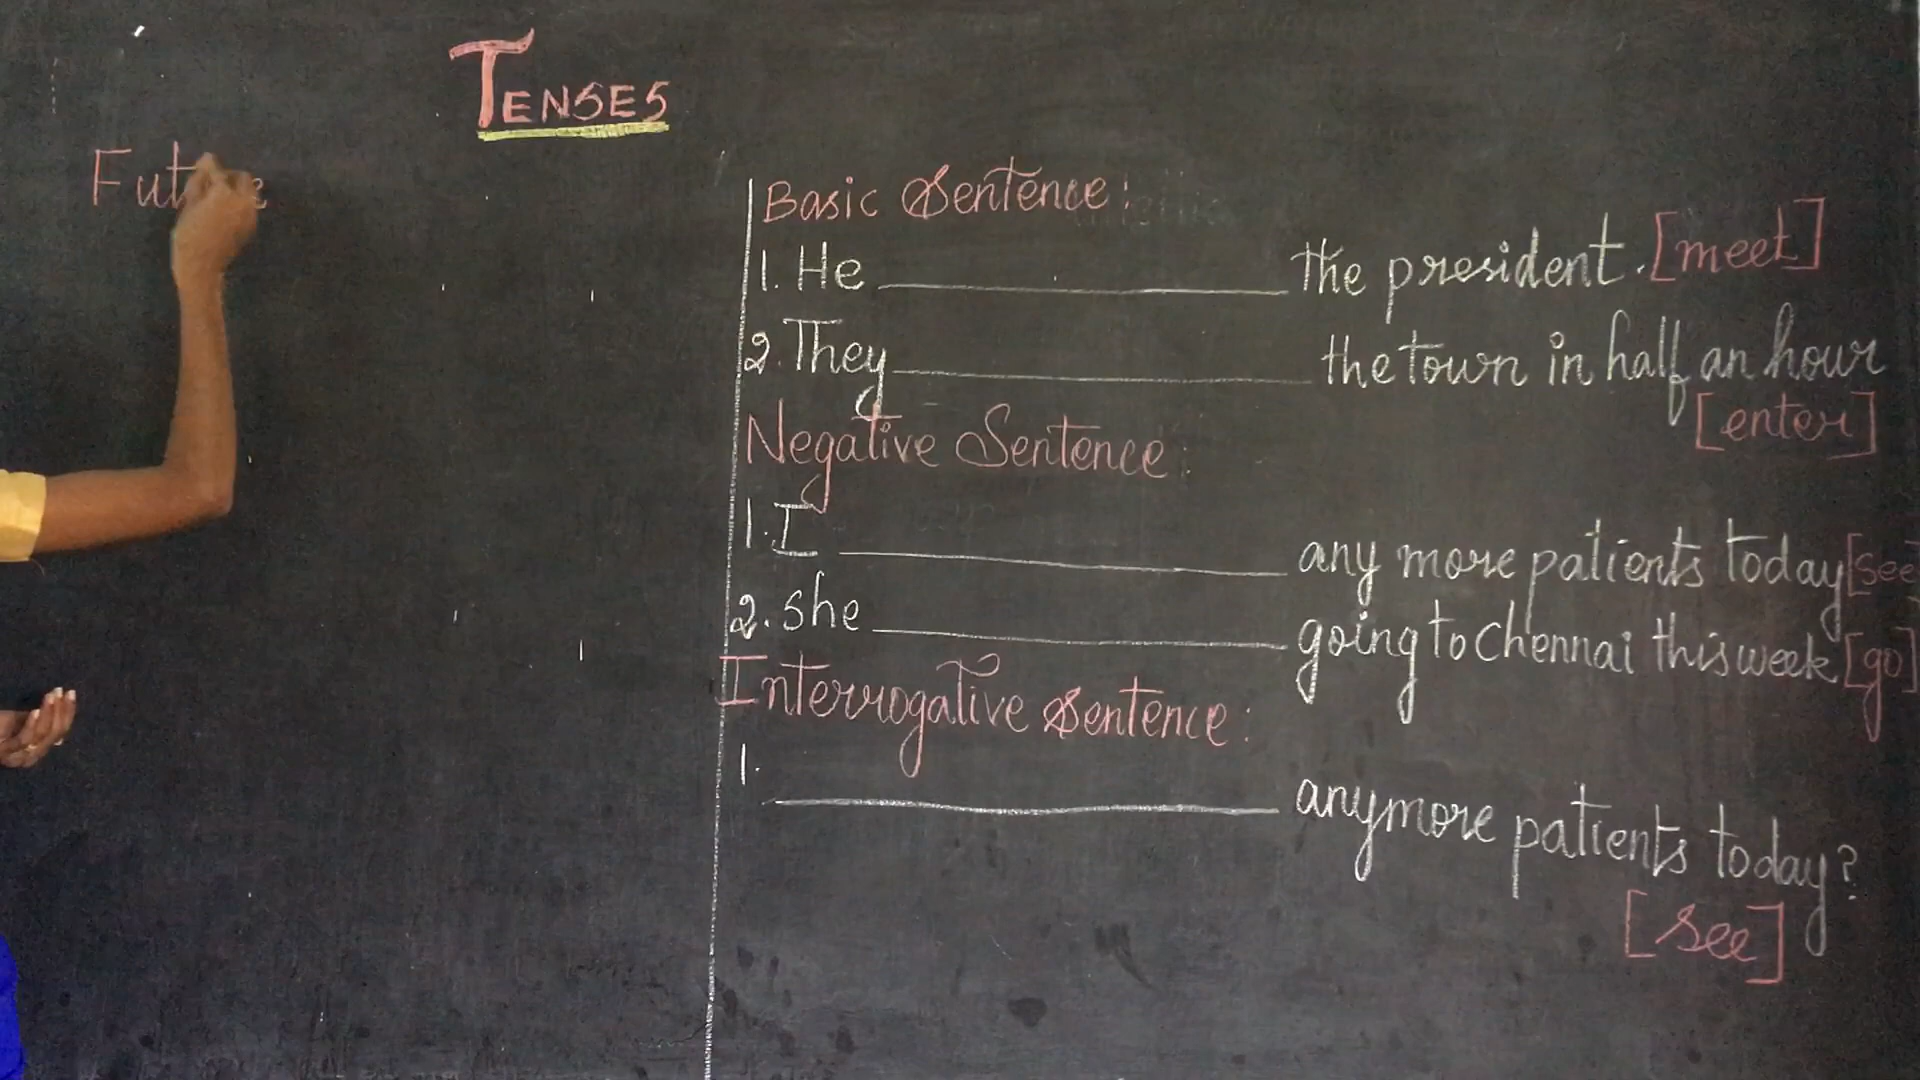 TENSES
Future
Basic Sentence:
1. He ____________ the president. [meet]
2. They ____________ the town in half an hour
[enter]
Negative Sentence:
1. I ____________ any more patients today [see]
2. she ____________ going to Chennai this week [go]
Interrogative Sentence:
1. ____________ anymore patients today?
[see]